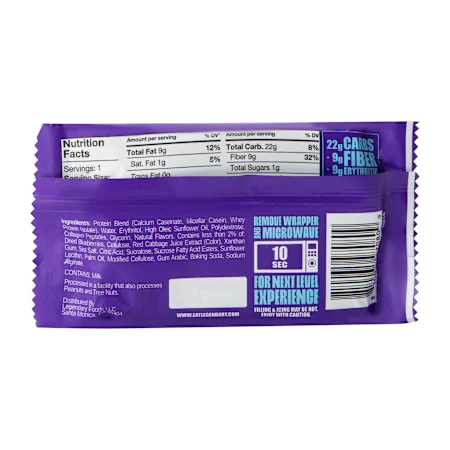 Nutrition
Facts
Servings: 1
Serving Size:
Amount per serving
% DV*
Total Fat 9g 12%
Sat. Fat 1g 5%
Trans Fat 0g
Amount per serving
% DV*
Total Carb. 22g 8%
Fiber 9g 32%
Total Sugars 1g
22g CARBS
- 9g FIBER
- 9g ERYTHRITOL
Ingredients: Protein Blend (Calcium Caseinate, Micellar Casein, Whey
Protein Isolate), Water, Erythritol, High Oleic Sunflower Oil, Polydextrose,
Collagen Peptides, Glycerin, Natural Flavors. Contains less than 2% of
Dried Blueberries, Cellulose, Red Cabbage Juice Extract (Color), Xanthan
Gum, Sea Salt, Citric Acid, Sucralose, Sucrose Fatty Acid Esters, Sunflower
Lecithin, Palm Oil, Modified Cellulose, Gum Arabic, Baking Soda, Sodium
Alginate.
CONTAINS: Milk.
Processed in a facility that also processes
Peanuts and Tree Nuts.
Distributed By
Legendary Foods, LLC
Santa Monica,
WWW.EATLEGENDARY.COM
REMOVE WRAPPER
AND MICROWAVE
10
SEC
FOR NEXT LEVEL
EXPERIENCE
FILLING & ICING MAY BE HOT.
ENJOY WITH CAUTION.